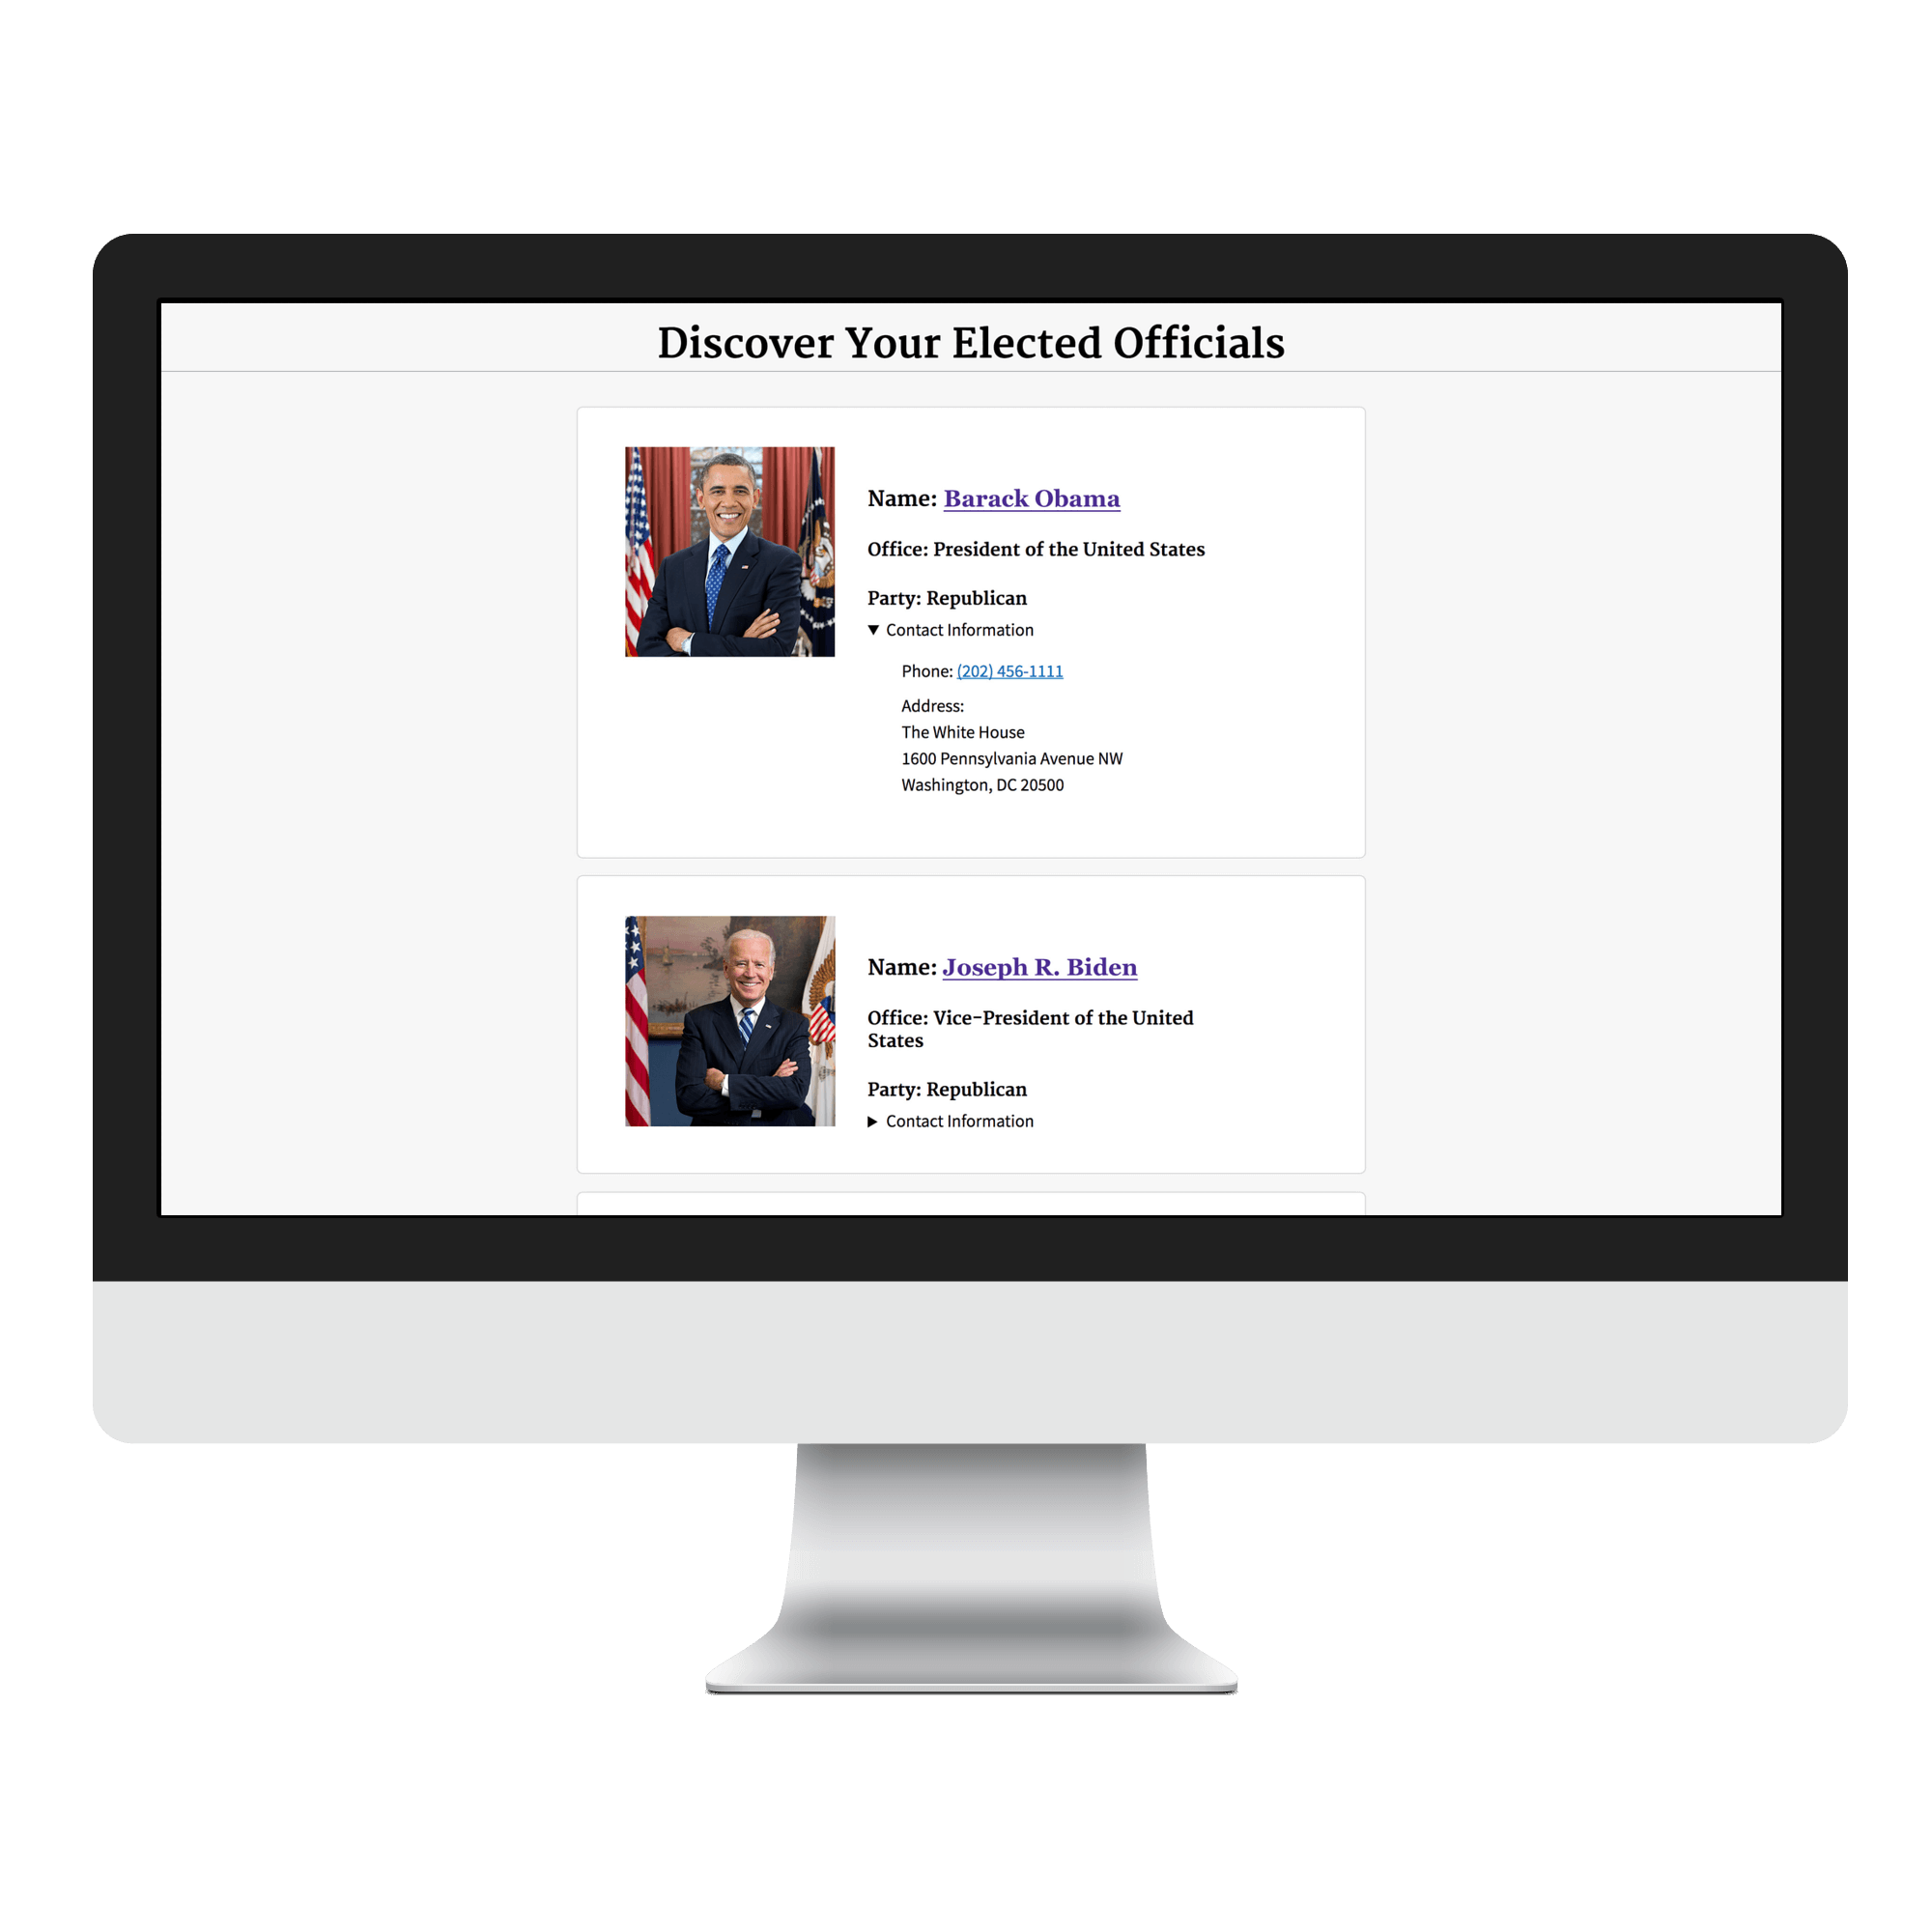 Discover Your Elected Officials
Name: Barack Obama
Office: President of the United States
Party: Republican
▼ Contact Information
Phone: (202) 456-1111
Address:
The White House
1600 Pennsylvania Avenue NW
Washington, DC 20500
Name: Joseph R. Biden
Office: Vice-President of the United
States
Party: Republican
▶ Contact Information